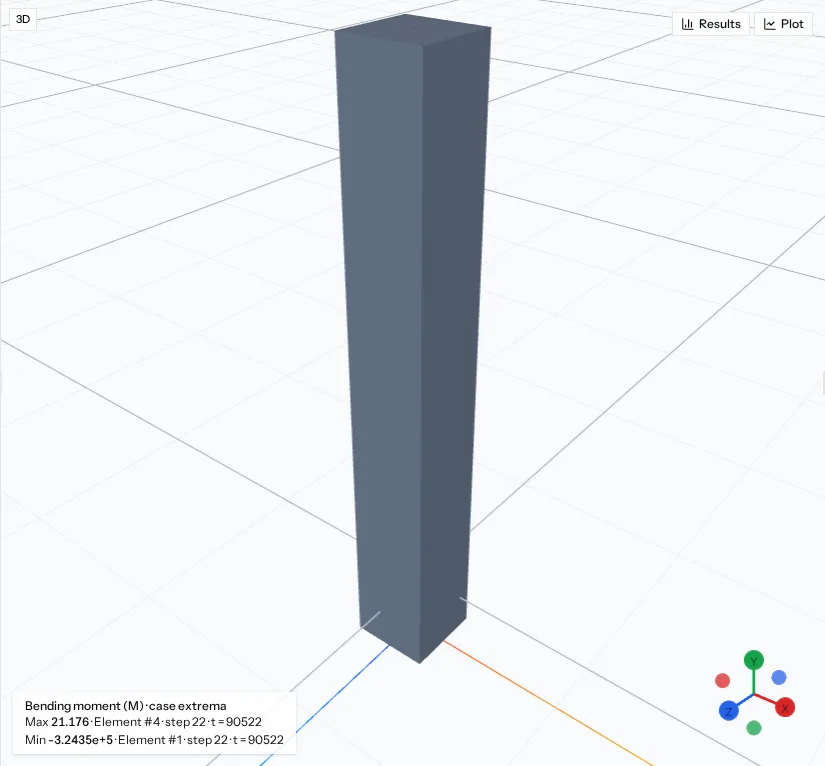 3D
Results
Plot
Y
X
Z
Bending moment (M) · case extrema
Max 21.176 · Element #4 · step 22 · t = 90522
Min -3.2435e+5 · Element #1 · step 22 · t = 90522